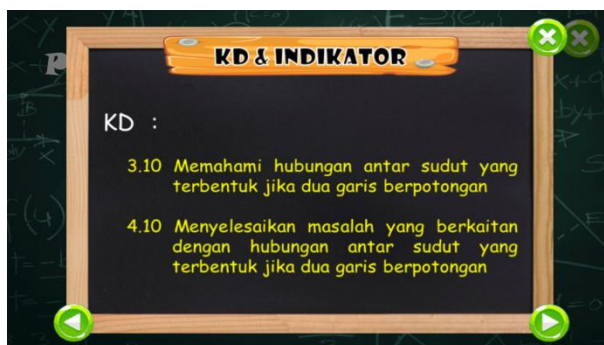 KD & INDIKATOR
KD :
3.10 Memahami hubungan antar sudut yang
terbentuk jika dua garis berpotongan
4.10 Menyelesaikan masalah yang berkaitan
dengan hubungan antar sudut yang
terbentuk jika dua garis berpotongan